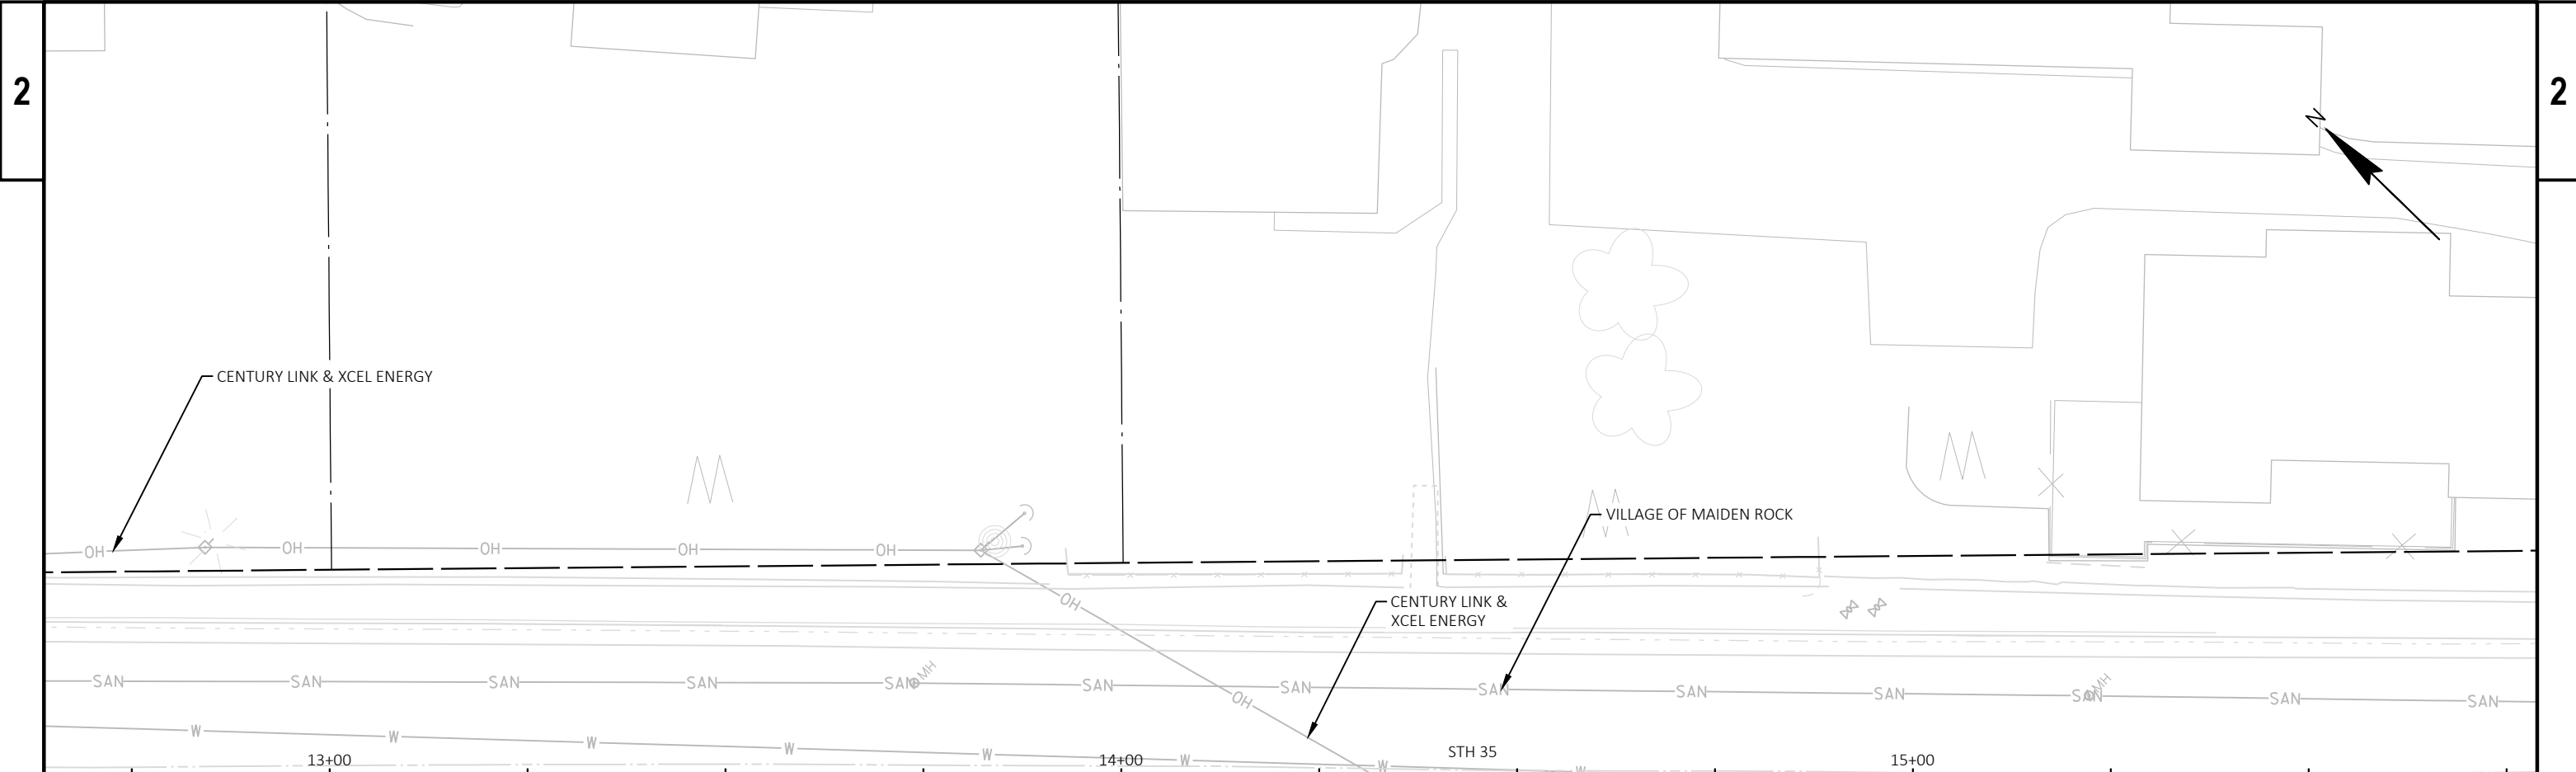 2
2
N
CENTURY LINK & XCEL ENERGY
VILLAGE OF MAIDEN ROCK
OH OH OH OH OH
OH
CENTURY LINK &
XCEL ENERGY
MH MH
SAN SAN SAN SAN SAN SAN SAN SAN SAN SAN SAN SAN SAN
OH
W W W W W W W W
STH 35
13+00 14+00 15+00